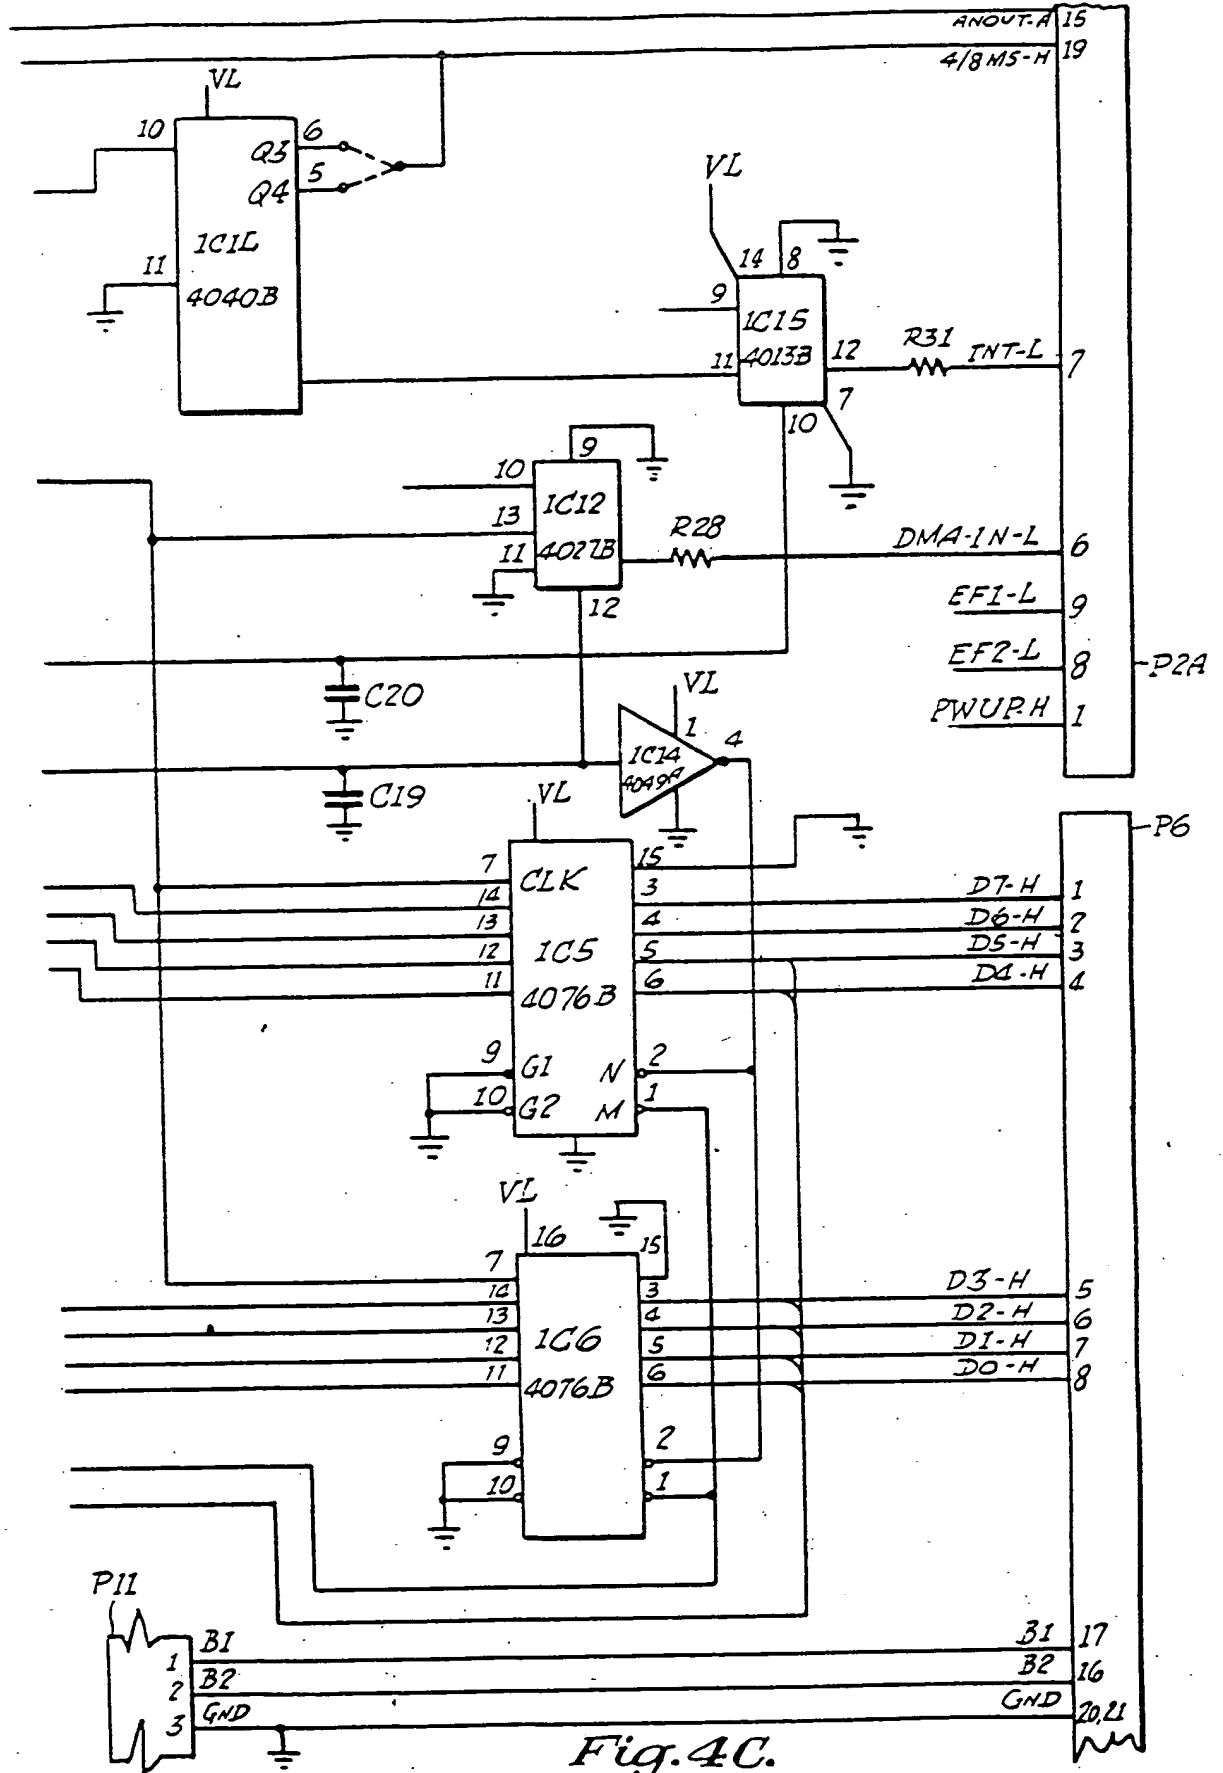 ANOUT-A 15
4/8 MS-H 19
VL
10
6
Q3
5
Q4
1C1L
11
4040B
VL
14
8
9
1C15
11
4013B
12
R31
INT-L
7
7
10
9
10
1C12
13
4027B
R28
DMA-IN-L
6
11
12
EF1-L
9
EF2-L
8
P2A
PWUP-H
1
C20
VL
1
4
1C14
4049A
C19
VL
P6
7
CLK
15
14
3
D7-H
1
13
4
D6-H
2
12
1C5
5
D5-H
3
11
4076B
6
D4-H
4
9
G1
N
2
10
G2
M
1
VL
16
15
7
14
3
D3-H
5
13
1C6
4
D2-H
6
12
5
D1-H
7
11
4076B
6
D0-H
8
9
2
10
1
P11
1
B1
B1
17
2
B2
B2
16
3
GND
GND
20,21
Fig. 4C.